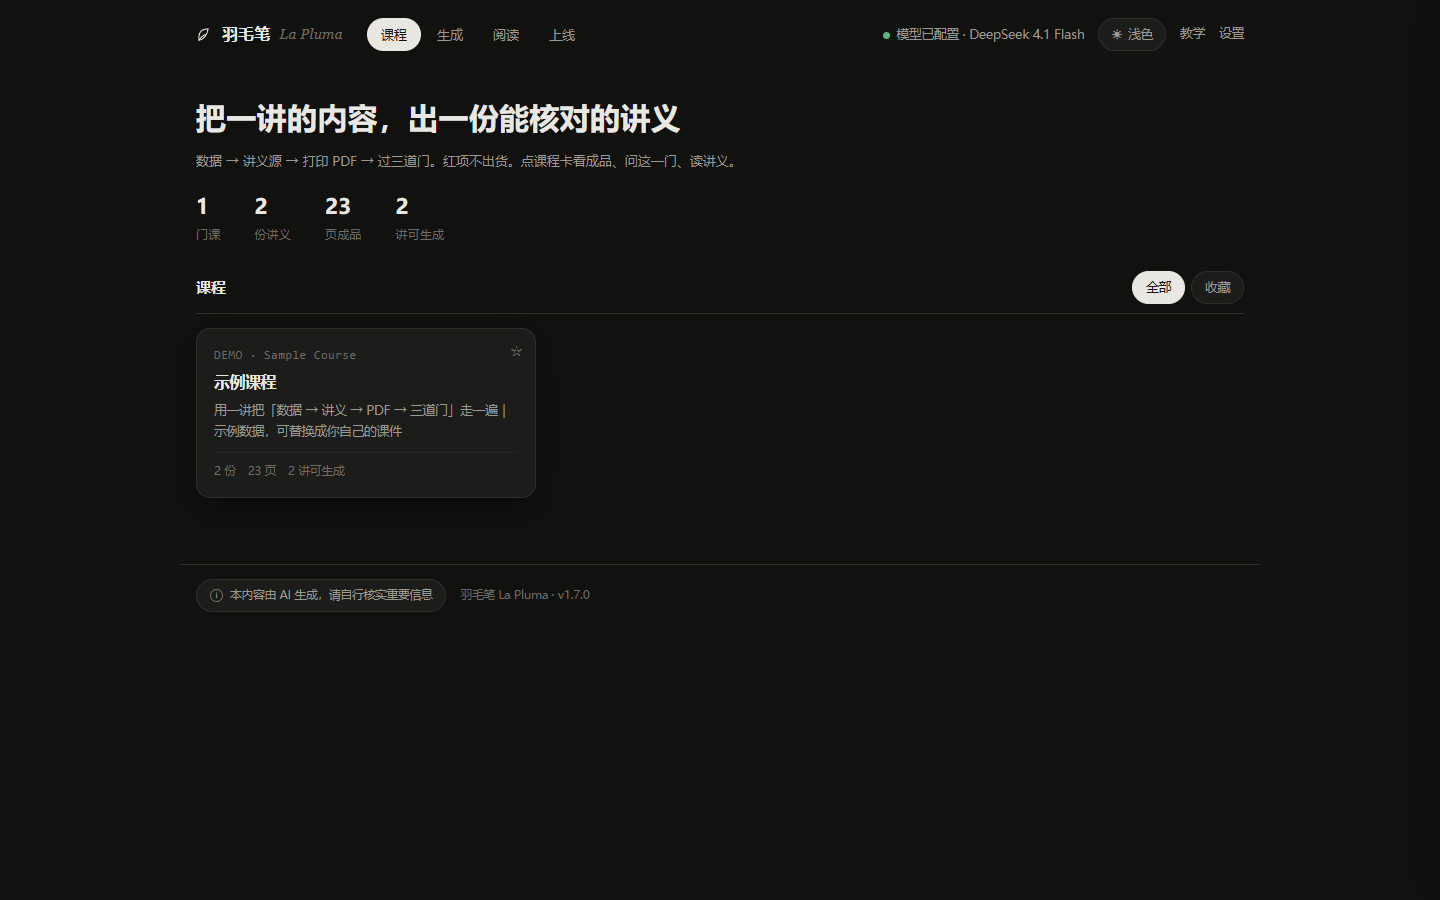 羽毛笔 La Pluma 课程 生成 阅读 上线 模型已配置 · DeepSeek 4.1 Flash ☀ 浅色 教学 设置
把一讲的内容，出一份能核对的讲义
数据 → 讲义源 → 打印 PDF → 过三道门。红项不出货。点课程卡看成品、问这一门、读讲义。
1 2 23 2
门课 份讲义 页成品 讲可生成
课程 全部 收藏
DEMO · Sample Course ☆
示例课程
用一讲把「数据 → 讲义 → PDF → 三道门」走一遍 |
示例数据，可替换成你自己的课件
2 份 23 页 2 讲可生成
本内容由 AI 生成，请自行核实重要信息 羽毛笔 La Pluma · v1.7.0